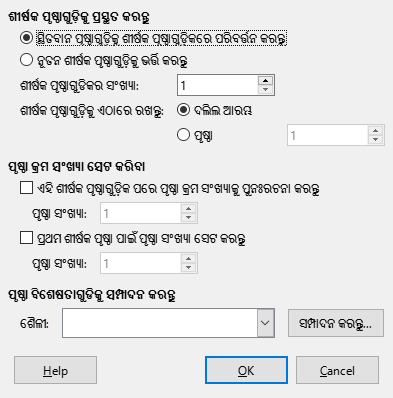 ଶୀର୍ଷକ ପୃଷ୍ଠାଗୁଡ଼ିକୁ ପ୍ରସ୍ତୁତ କରନ୍ତୁ
ସ୍ଥିତବାନ ପୃଷ୍ଠାଗୁଡ଼ିକୁ ଶୀର୍ଷକ ପୃଷ୍ଠାଗୁଡ଼ିକରେ ପରିବର୍ତ୍ତନ କରନ୍ତୁ
ନୂତନ ଶୀର୍ଷକ ପୃଷ୍ଠାଗୁଡ଼ିକୁ ଭର୍ତ୍ତି କରନ୍ତୁ
ଶୀର୍ଷକ ପୃଷ୍ଠାଗୁଡିକର ସଂଖ୍ୟା: 1
ଶୀର୍ଷକ ପୃଷ୍ଠାଗୁଡ଼ିକୁ ଏଠାରେ ରଖନ୍ତୁ: ଦଲିଲ ଆରମ୍ଭ
ପୃଷ୍ଠା 1
ପୃଷ୍ଠା କ୍ରମ ସଂଖ୍ୟା ସେଟ କରିବା
ଏହି ଶୀର୍ଷକ ପୃଷ୍ଠାଗୁଡ଼ିକ ପରେ ପୃଷ୍ଠା କ୍ରମ ସଂଖ୍ୟାକୁ ପୁନଃରଚନା କରନ୍ତୁ
ପୃଷ୍ଠା ସଂଖ୍ୟା: 1
ପ୍ରଥମ ଶୀର୍ଷକ ପୃଷ୍ଠା ପାଇଁ ପୃଷ୍ଠା ସଂଖ୍ୟା ସେଟ କରନ୍ତୁ
ପୃଷ୍ଠା ସଂଖ୍ୟା: 1
ପୃଷ୍ଠା ବିଶେଷତାଗୁଡିକୁ ସମ୍ପାଦନ କରନ୍ତୁ
ଶୈଳୀ: ସମ୍ପାଦନ କରନ୍ତୁ...
Help OK Cancel